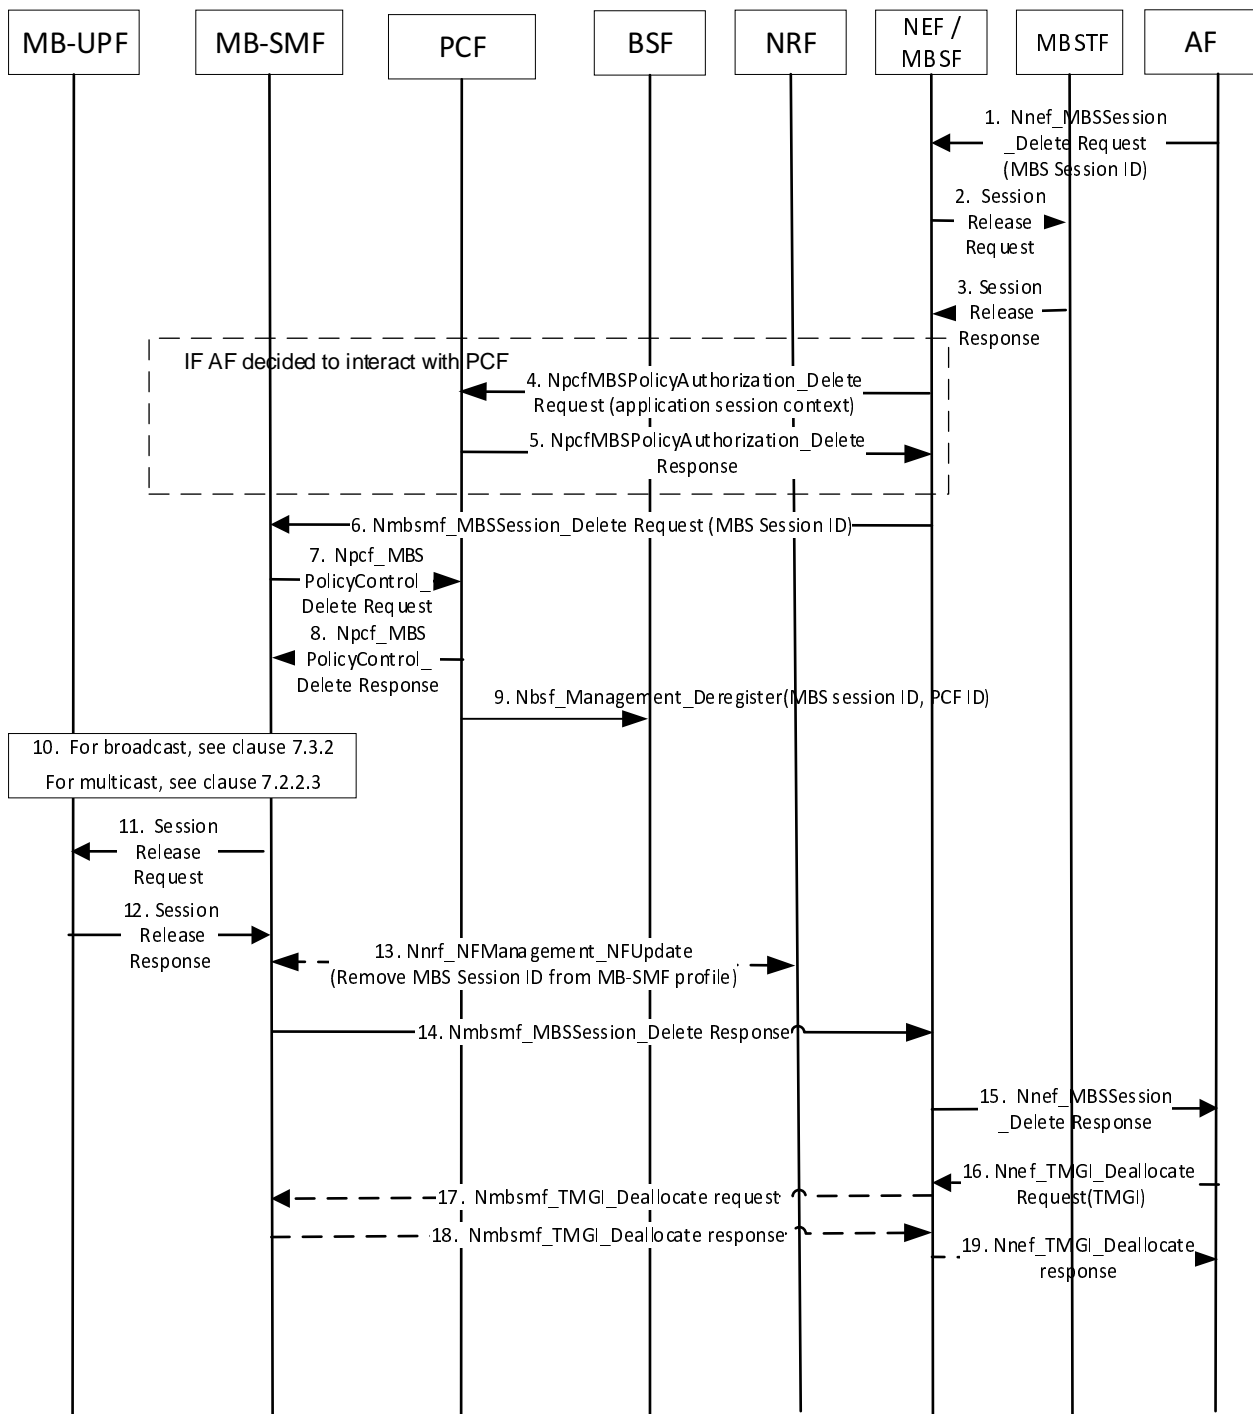 MB-UPF
MB-SMF
PCF
BSF
NRF
NEF /
MBSF
MBSTF
AF
1. Nnef_MBSSession
_Delete Request
(MBS Session ID)
2. Session
Release
Request
3. Session
Release
Response
IF AF decided to interact with PCF
4. NpcfMBSPolicyAuthorization_Delete
Request (application session context)
5. NpcfMBSPolicyAuthorization_Delete
Response
6. Nmbsmf_MBSSession_Delete Request (MBS Session ID)
7. Npcf_MBS
PolicyControl_
Delete Request
8. Npcf_MBS
PolicyControl_
Delete Response
9. Nbsf_Management_Deregister(MBS session ID, PCF ID)
10. For broadcast, see clause 7.3.2
For multicast, see clause 7.2.2.3
11. Session
Release
Request
12. Session
Release
Response
13. Nnrf_NFManagement_NFUpdate
(Remove MBS Session ID from MB-SMF profile)
14. Nmbsmf_MBSSession_Delete Response
15. Nnef_MBSSession
_Delete Response
16. Nnef_TMGI_Deallocate
Request(TMGI)
17. Nmbsmf_TMGI_Deallocate request
18. Nmbsmf_TMGI_Deallocate response
19. Nnef_TMGI_Deallocate
response